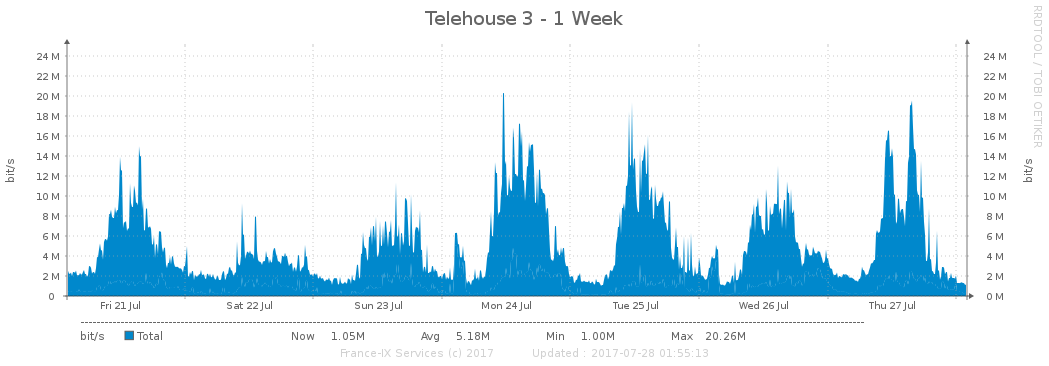 Telehouse 3 - 1 Week
RRDTOOL / TOBI OETIKER
bit/s
24 M 24 M
22 M 22 M
20 M 20 M
18 M 18 M
16 M 16 M
14 M 14 M
12 M 12 M
10 M 10 M
8 M 8 M
6 M 6 M
4 M 4 M
2 M 2 M
0 0 M
bit/s
Fri 21 Jul Sat 22 Jul Sun 23 Jul Mon 24 Jul Tue 25 Jul Wed 26 Jul Thu 27 Jul
bit/s Total Now 1.05M Avg 5.18M Min 1.00M Max 20.26M
France-IX Services (c) 2017 Updated : 2017-07-28 01:55:13